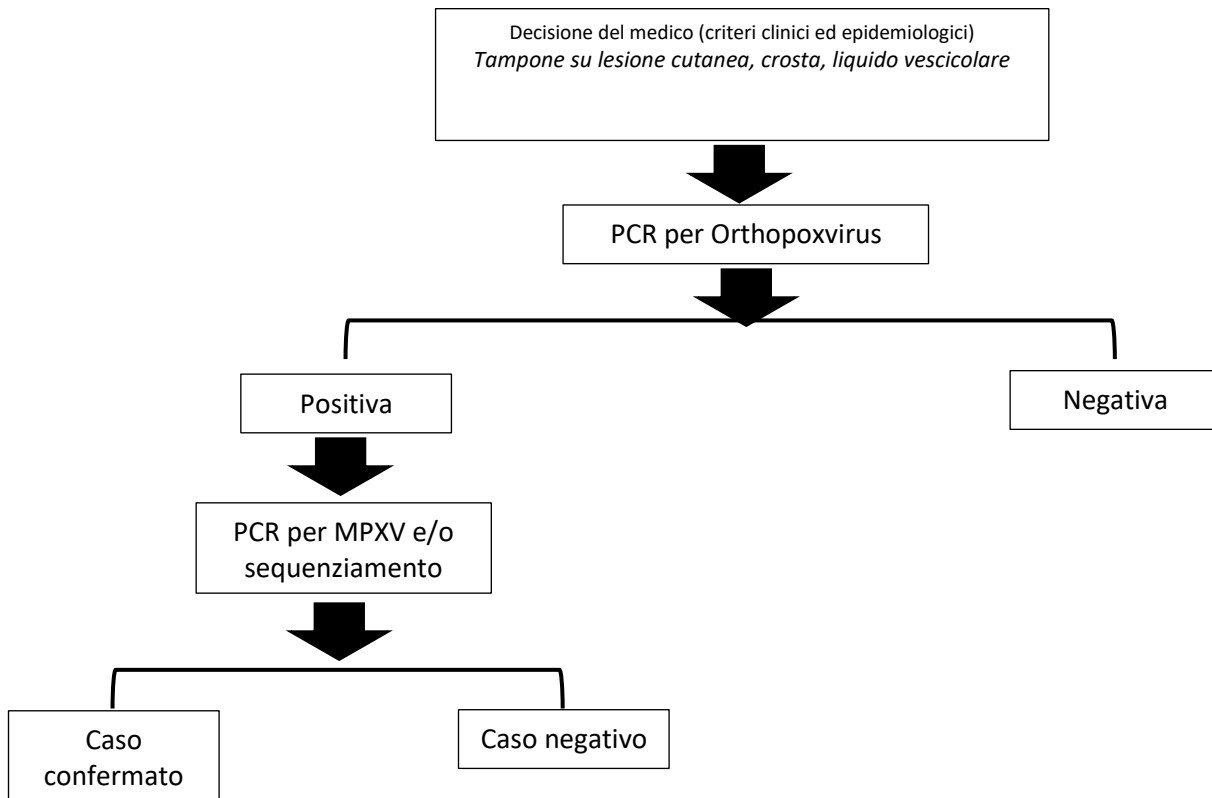 Decisione del medico (criteri clinici ed epidemiologici)
Tampone su lesione cutanea, crosta, liquido vescicolare
PCR per Orthopoxvirus
Positiva
Negativa
PCR per MPXV e/o
sequenziamento
Caso
confermato
Caso negativo